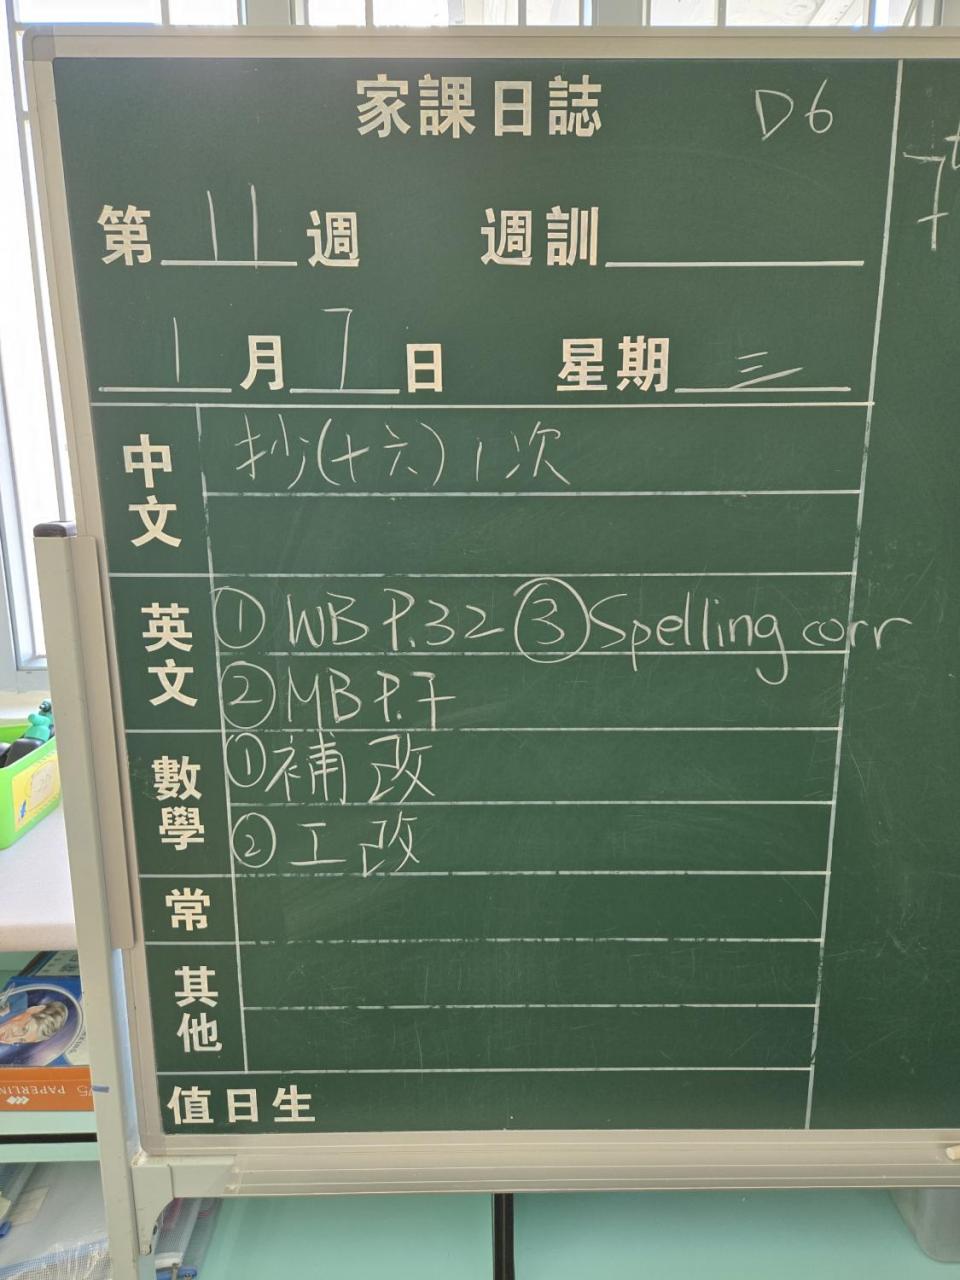 家課日誌 D6
第 11 週 週訓
1 月 7 日 星期 三
中文 抄(十六)1次
英文 ① WB P.32 ③ Spelling corr
② MB P.7
數學 ① 補改
② 工改
常
其他
值日生
PAPERLIN